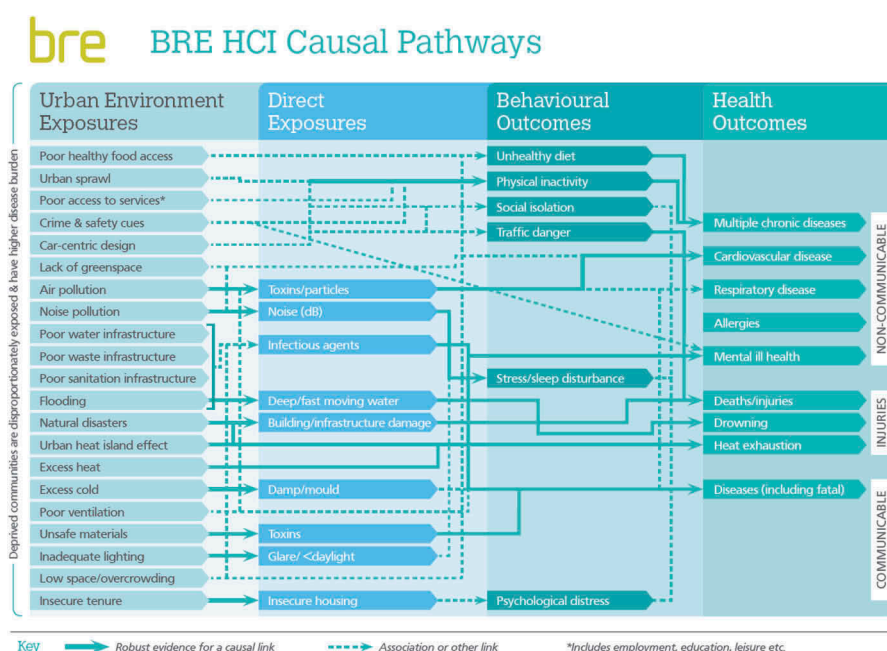 bre
BRE HCI Causal Pathways
Urban Environment
Exposures
Direct
Exposures
Behavioural
Outcomes
Health
Outcomes
Deprived communities are disproportionately exposed & have higher disease burden
Poor healthy food access
Urban sprawl
Poor access to services*
Crime & safety cues
Car-centric design
Lack of greenspace
Air pollution
Noise pollution
Poor water infrastructure
Poor waste infrastructure
Poor sanitation infrastructure
Flooding
Natural disasters
Urban heat island effect
Excess heat
Excess cold
Poor ventilation
Unsafe materials
Inadequate lighting
Low space/overcrowding
Insecure tenure
Toxins/particles
Noise (dB)
Infectious agents
Deep/fast moving water
Building/infrastructure damage
Damp/mould
Toxins
Glare/ <daylight
Insecure housing
Unhealthy diet
Physical inactivity
Social isolation
Traffic danger
Stress/sleep disturbance
Psychological distress
Multiple chronic diseases
Cardiovascular disease
Respiratory disease
Allergies
Mental ill health
Deaths/injuries
Drowning
Heat exhaustion
Diseases (including fatal)
NON-COMMUNICABLE
INJURIES
COMMUNICABLE
Key
Robust evidence for a causal link
Association or other link
*Includes employment, education, leisure etc.